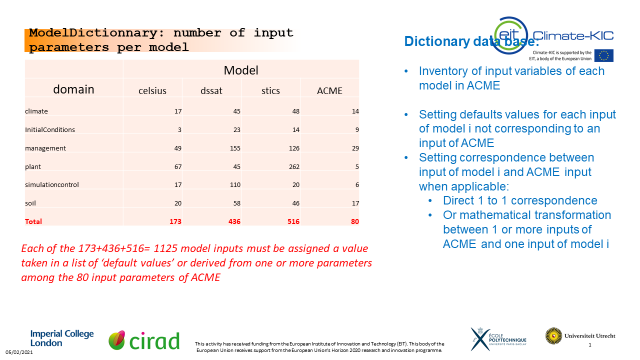 ModelDictionnary: number of input
parameters per model
eit Climate-KIC
Climate-KIC is supported by the
EIT, a body of the European Union
Dictionary data base:
Model
domain celsius dssat stics ACME
climate 17 45 48 14
InitialConditions 3 23 14 9
management 49 155 126 29
plant 67 45 262 5
simulationcontrol 17 110 20 6
soil 20 58 46 17
Total 173 436 516 80
Each of the 173+436+516= 1125 model inputs must be assigned a value
taken in a list of ‘default values’ or derived from one or more parameters
among the 80 input parameters of ACME
• Inventory of input variables of each
model in ACME
• Setting defaults values for each input
of model i not corresponding to an
input of ACME
• Setting correspondence between
input of model i and ACME input
when applicable:
• Direct 1 to 1 correspondence
• Or mathematical transformation
between 1 or more inputs of
ACME and one input of model i
Imperial College
London
cirad
This activity has received funding from the European Institute of Innovation and Technology (EIT). This body of the
European Union receives support from the European Union's Horizon 2020 research and innovation programme.
ÉCOLE
POLYTECHNIQUE
Universiteit Utrecht
05/02/2021
1